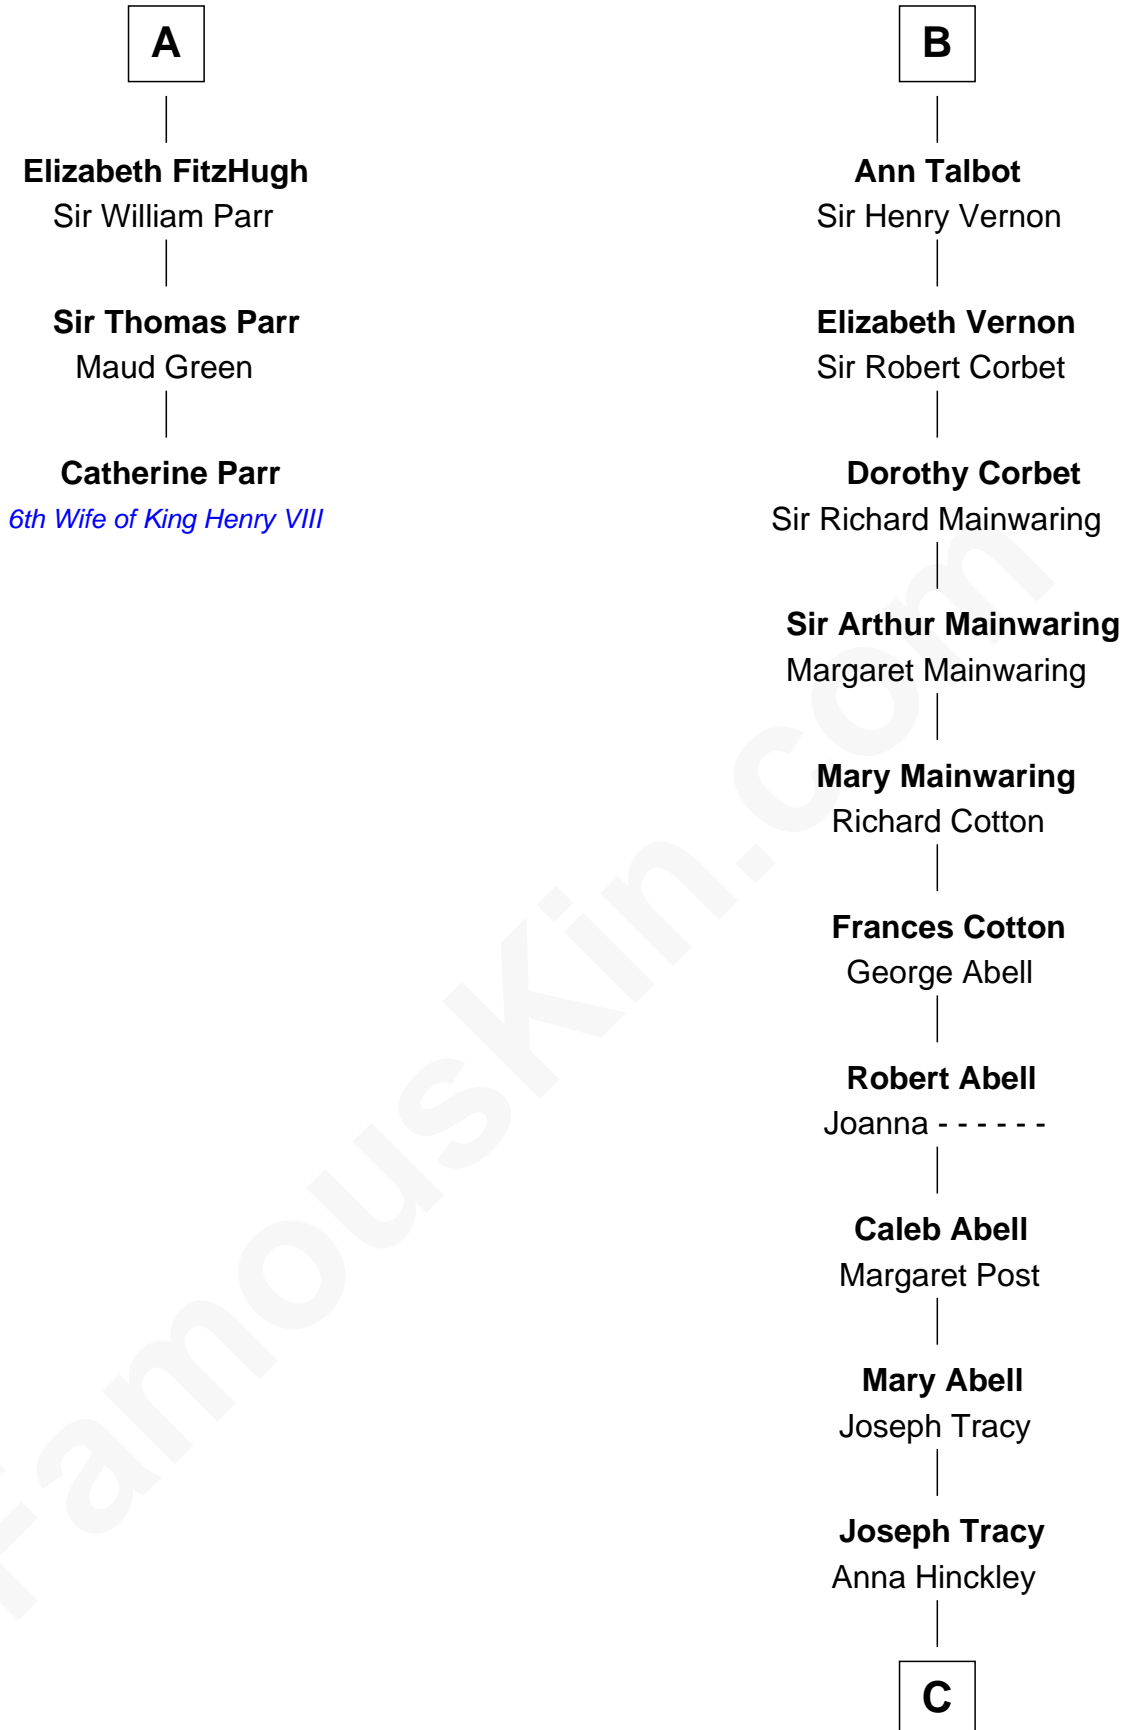 A
Elizabeth FitzHugh
Sir William Parr
Sir Thomas Parr
Maud Green
Catherine Parr
6th Wife of King Henry VIII
B
Ann Talbot
Sir Henry Vernon
Elizabeth Vernon
Sir Robert Corbet
Dorothy Corbet
Sir Richard Mainwaring
Sir Arthur Mainwaring
Margaret Mainwaring
Mary Mainwaring
Richard Cotton
Frances Cotton
George Abell
Robert Abell
Joanna - - - - - -
Caleb Abell
Margaret Post
Mary Abell
Joseph Tracy
Joseph Tracy
Anna Hinckley
C
FamousKin.com